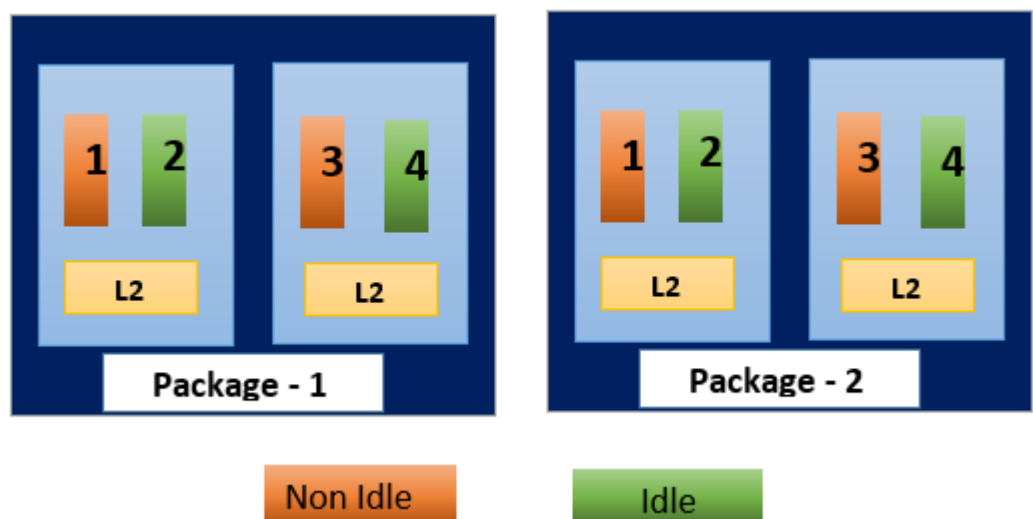 1 2 3 4
L2 L2
Package - 1
1 2 3 4
L2 L2
Package - 2
Non Idle
Idle